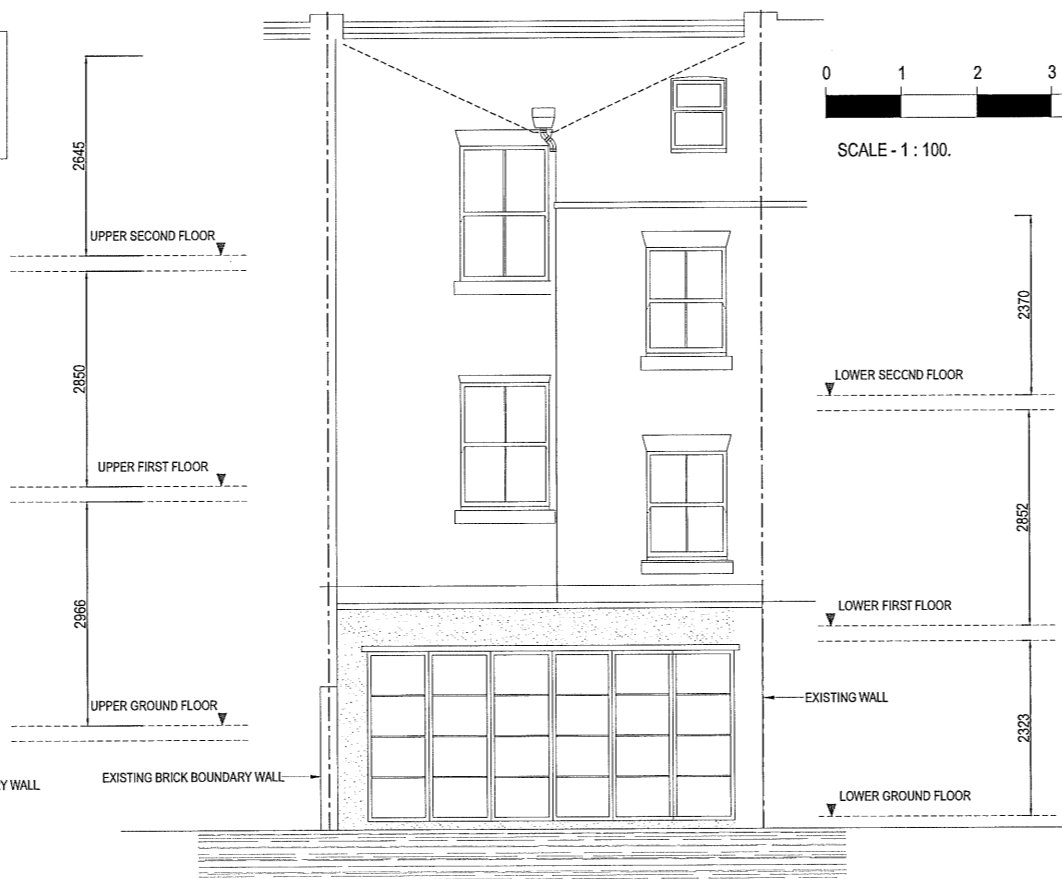 0 1 2 3
SCALE - 1 : 100.
2645
UPPER SECOND FLOOR
2850
UPPER FIRST FLOOR
2966
UPPER GROUND FLOOR
Y WALL
EXISTING BRICK BOUNDARY WALL
2370
LOWER SECOND FLOOR
2852
LOWER FIRST FLOOR
EXISTING WALL
2323
LOWER GROUND FLOOR